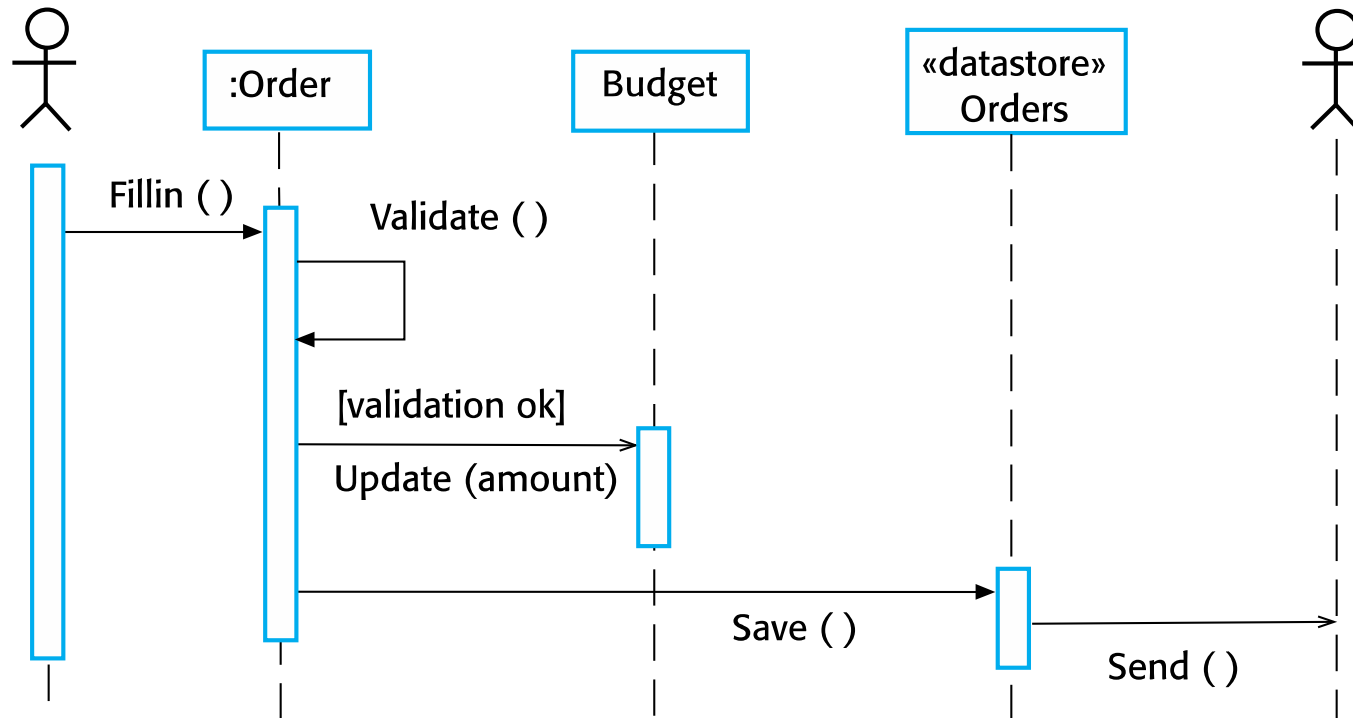 :Order
Budget
«datastore»
Orders
Fillin ( )
Validate ( )
[validation ok]
Update (amount)
Save ( )
Send ( )